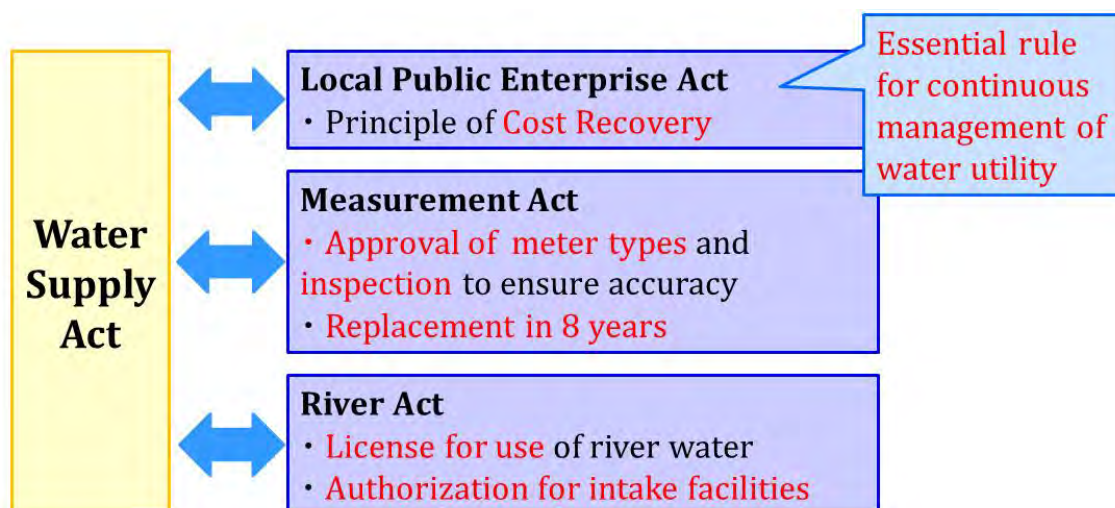 Water
Supply
Act
Local Public Enterprise Act
・Principle of Cost Recovery
Essential rule
for continuous
management of
water utility
Measurement Act
・Approval of meter types and
inspection to ensure accuracy
・Replacement in 8 years
River Act
・License for use of river water
・Authorization for intake facilities